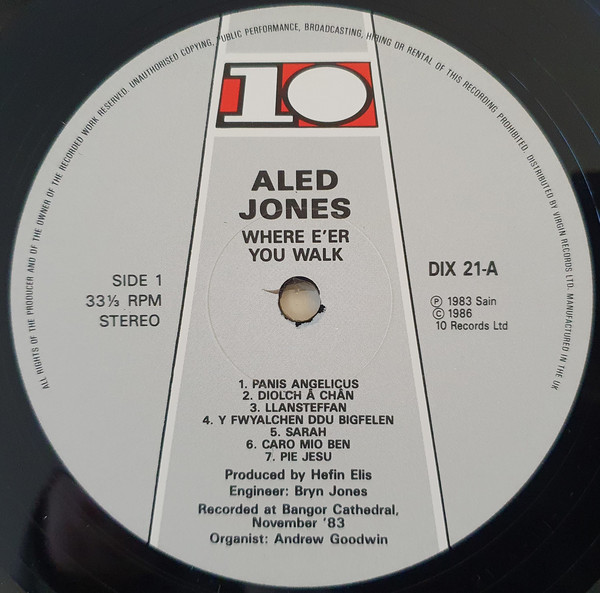 ALL RIGHTS OF THE PRODUCER AND OF THE OWNER OF THE RECORDED WORK RESERVED. UNAUTHORISED COPYING, PUBLIC PERFORMANCE, BROADCASTING, HIRING OR RENTAL OF THIS RECORDING PROHIBITED. DISTRIBUTED BY VIRGIN RECORDS LTD. MANUFACTURED IN THE UK
10
ALED
JONES
WHERE E'ER
YOU WALK
SIDE 1
33⅓ RPM
STEREO
DIX 21-A
℗ 1983 Sain
© 1986
10 Records Ltd
1. PANIS ANGELICUS
2. DIOLCH Â CHÂN
3. LLANSTEFFAN
4. Y FWYALCHEN DDU BIGFELEN
5. SARAH
6. CARO MIO BEN
7. PIE JESU
Produced by Hefin Elis
Engineer: Bryn Jones
Recorded at Bangor Cathedral,
November '83
Organist: Andrew Goodwin